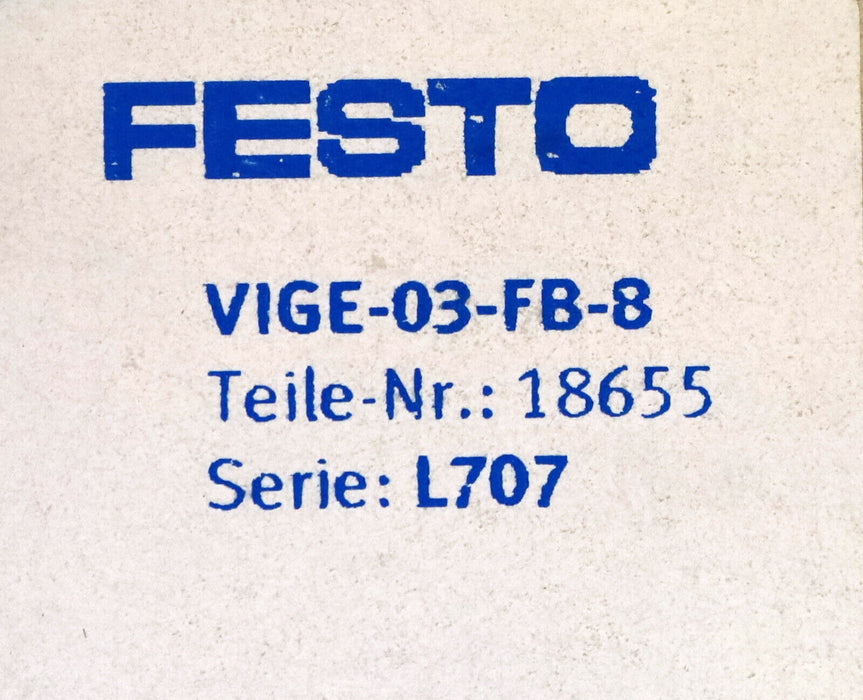 FESTO
VIGE-03-FB-8
Teile-Nr.: 18655
Serie: L707